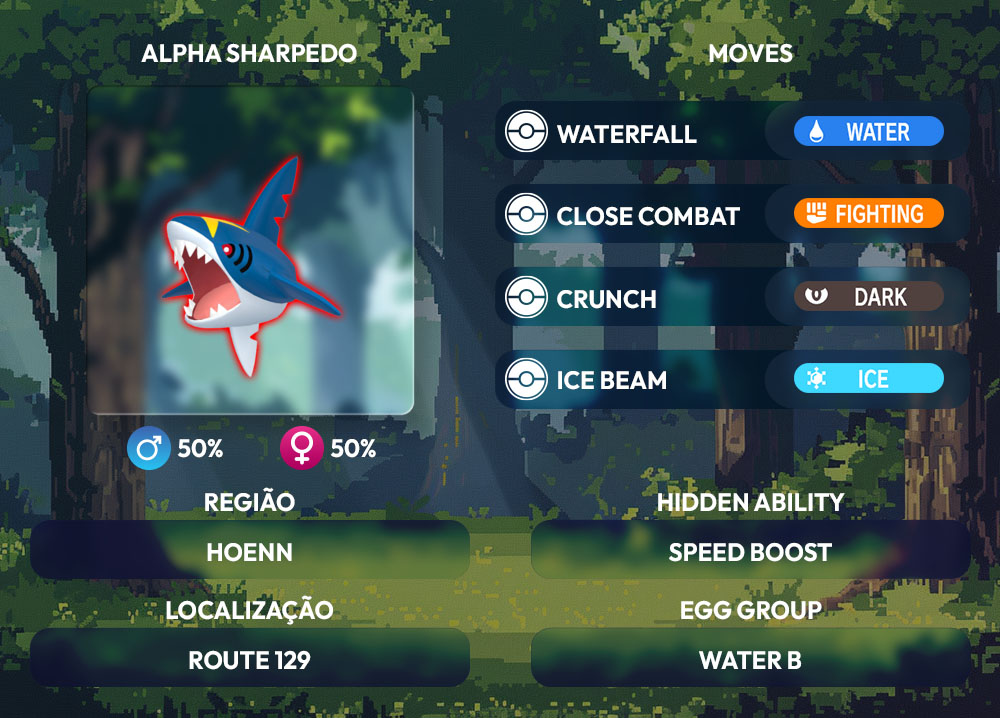 ALPHA SHARPEDO
50%
50%
REGIÃO
HOENN
LOCALIZAÇÃO
ROUTE 129
MOVES
WATERFALL WATER
CLOSE COMBAT FIGHTING
CRUNCH DARK
ICE BEAM ICE
HIDDEN ABILITY
SPEED BOOST
EGG GROUP
WATER B